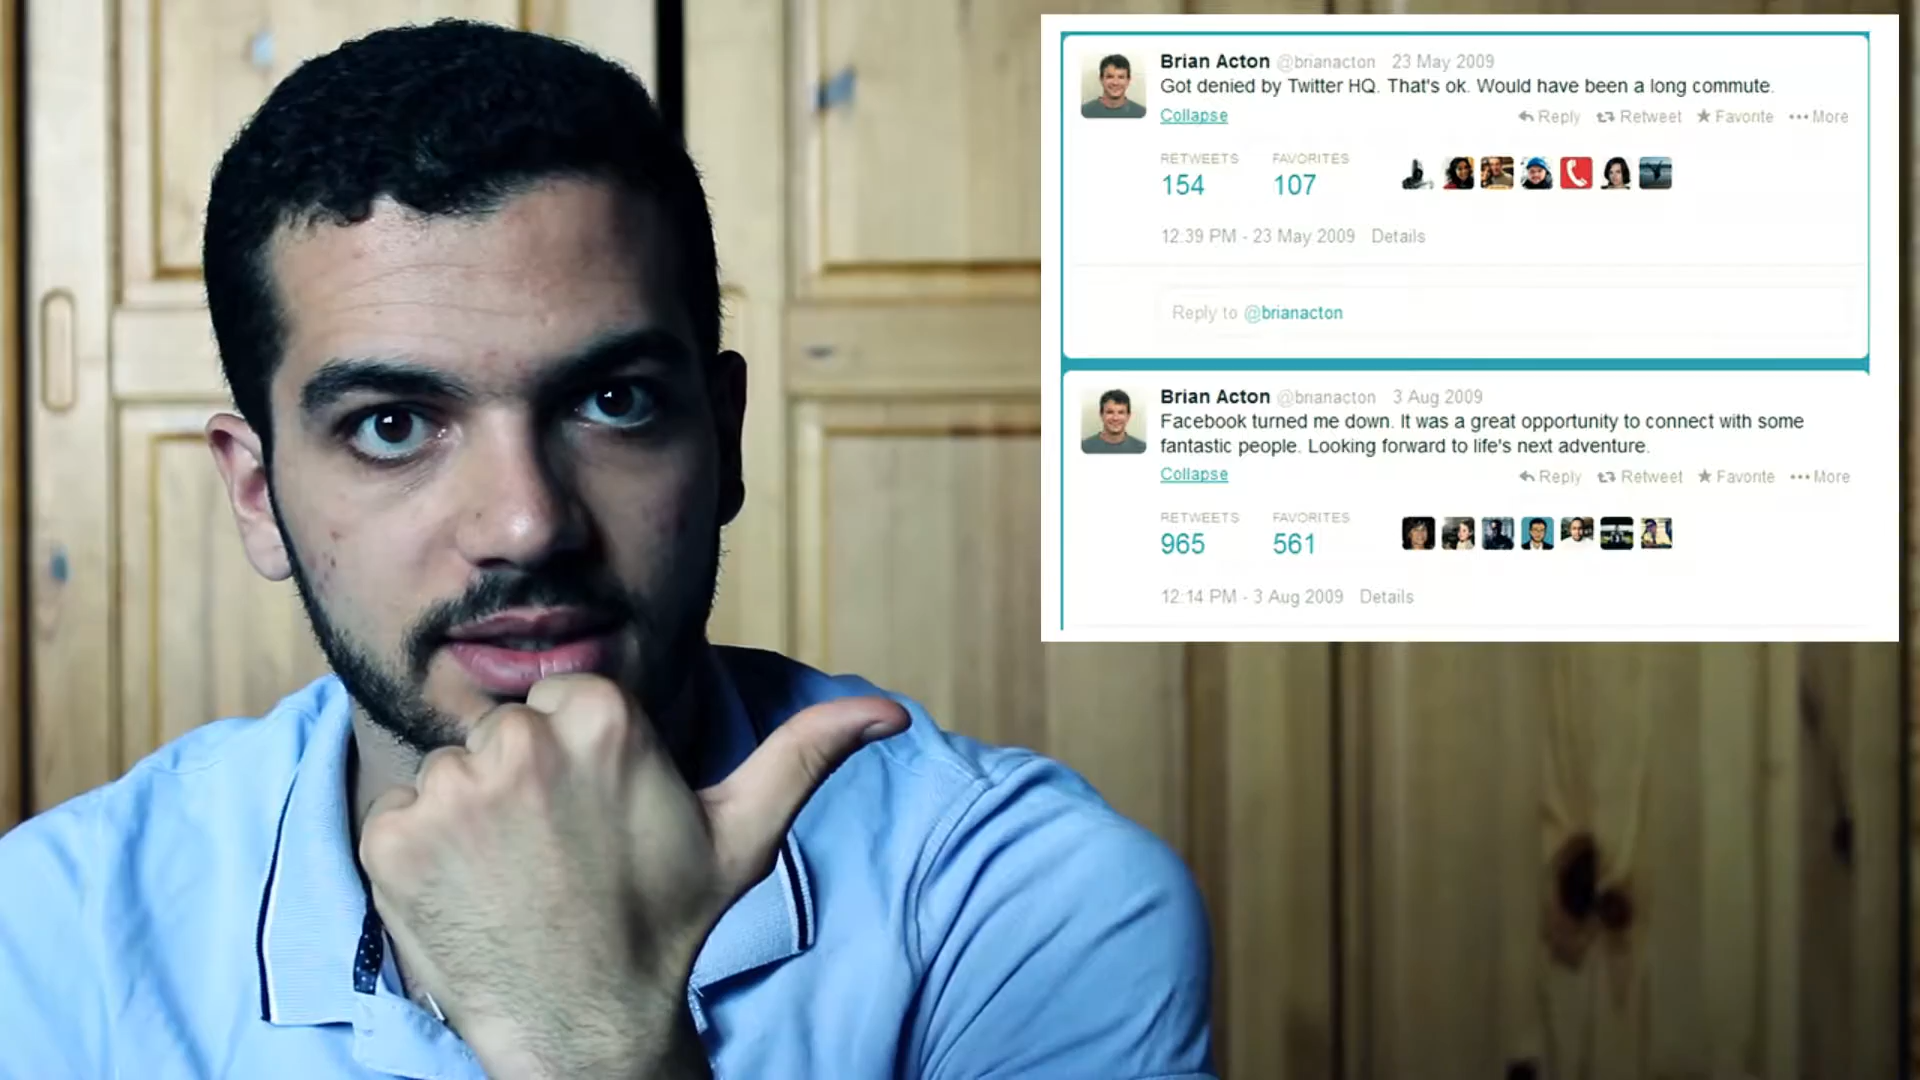 Brian Acton @brianacton 23 May 2009
Got denied by Twitter HQ. That's ok. Would have been a long commute.
Collapse Reply Retweet Favorite More
RETWEETS FAVORITES
154 107
12:39 PM - 23 May 2009 Details
Reply to @brianacton
Brian Acton @brianacton 3 Aug 2009
Facebook turned me down. It was a great opportunity to connect with some
fantastic people. Looking forward to life's next adventure.
Collapse Reply Retweet Favorite More
RETWEETS FAVORITES
965 561
12:14 PM - 3 Aug 2009 Details